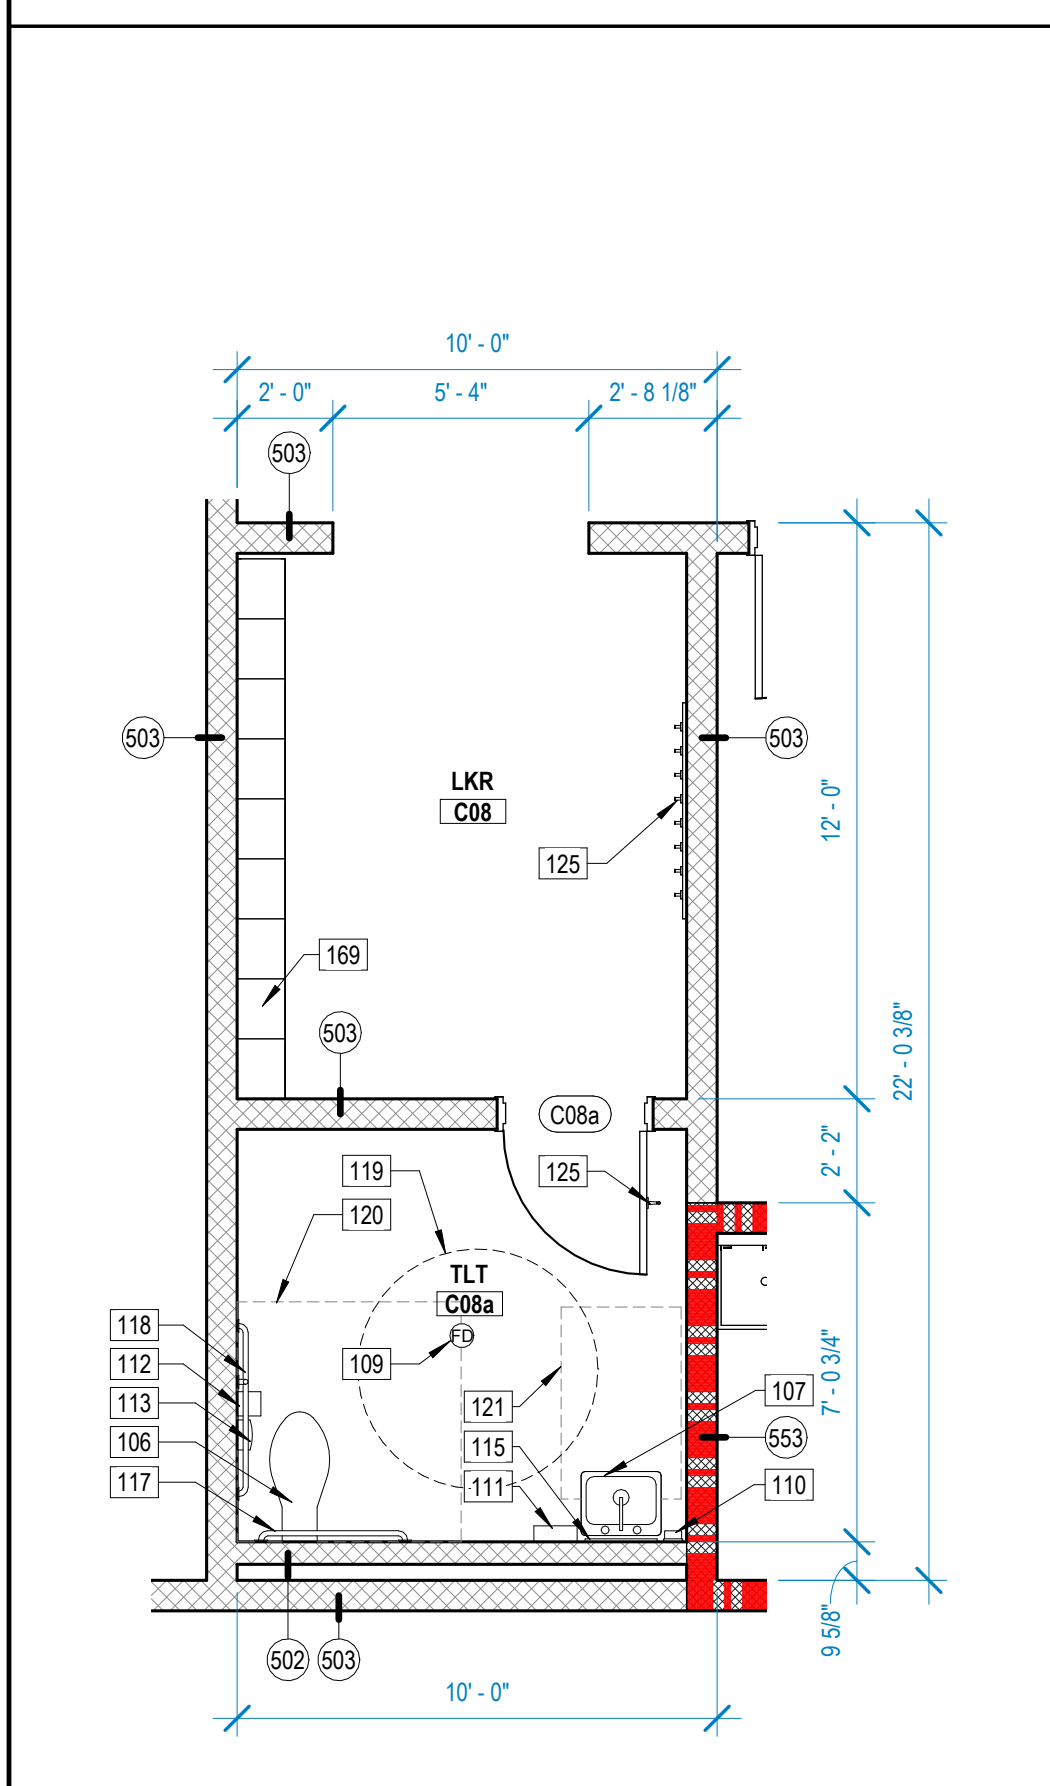 10' - 0"
2' - 0"
5' - 4"
2' - 8 1/8"
503
503
503
LKR
C08
12' - 0"
125
169
22' - 0 3/8"
503
C08a
2' - 2"
119
125
120
TLT
C08a
118
FD
112
109
7' - 0 3/4"
107
113
121
106
115
553
117
111
110
9 5/8"
502
503
10' - 0"